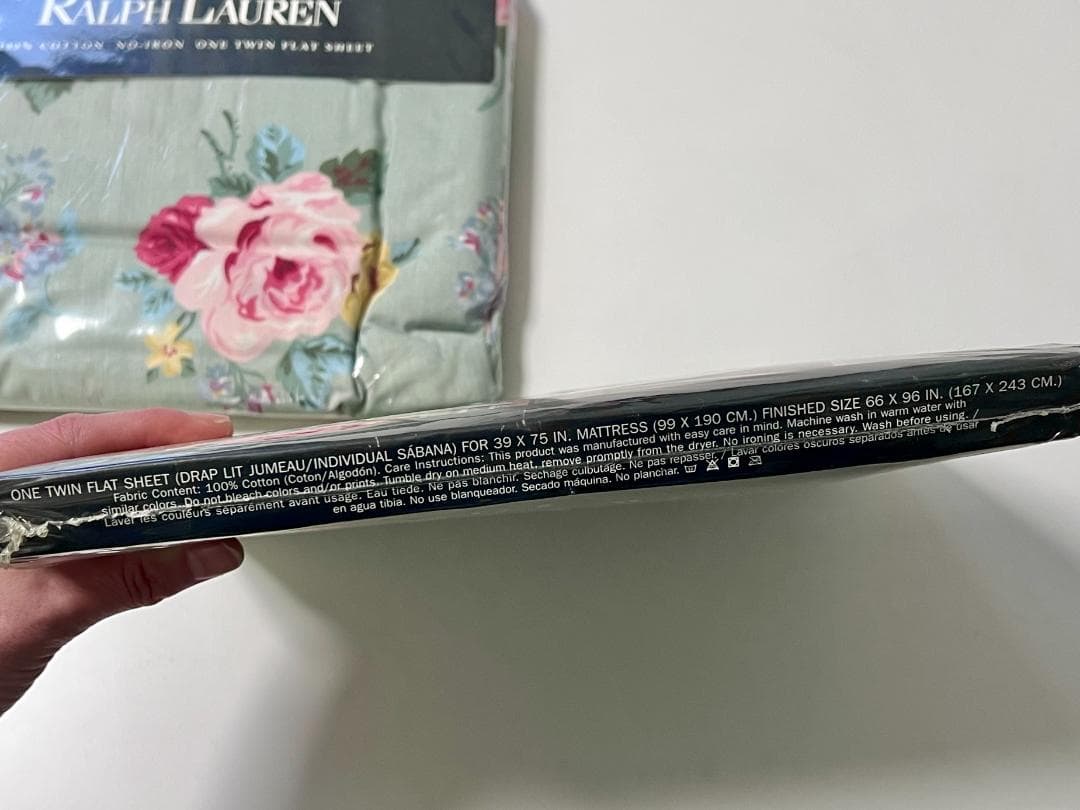 RALPH LAUREN
COTTON NO-IRON ONE TWIN FLAT SHEET
ONE TWIN FLAT SHEET (DRAP LIT JUMEAU/INDIVIDUAL SÁBANA) FOR 39 X 75 IN. MATTRESS (99 X 190 CM.) FINISHED SIZE 66 X 96 IN. (167 X 243 CM.)
Fabric Content: 100% Cotton (Coton/Algodón). Care Instructions: This product was manufactured with easy care in mind. Machine wash in warm water with
similar colors. Do not bleach colors and/or prints. Tumble dry on medium heat, remove promptly from the dryer. No ironing is necessary. Wash before using. /
Laver les couleurs séparément avant usage. Eau tiede. Ne pas blanchir. Sechage culbutage. Ne pas repasser. / Lavar colores oscuros separados antes de usar
en agua tibia. No use blanqueador. Secado máquina. No planchar.